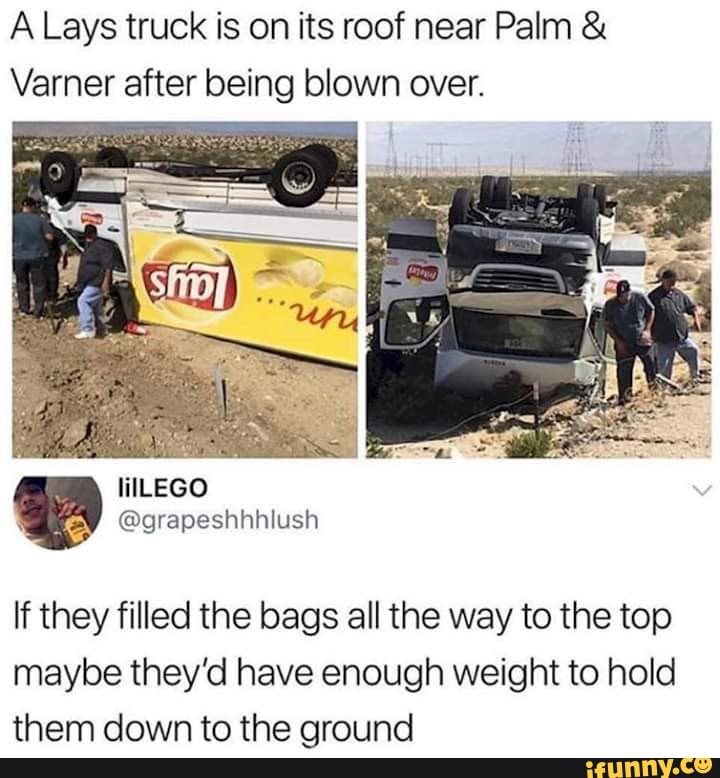 A Lays truck is on its roof near Palm &
Varner after being blown over.
Lay's
lilLEGO
@grapeshhhlush
If they filled the bags all the way to the top
maybe they'd have enough weight to hold
them down to the ground
ifunny.co